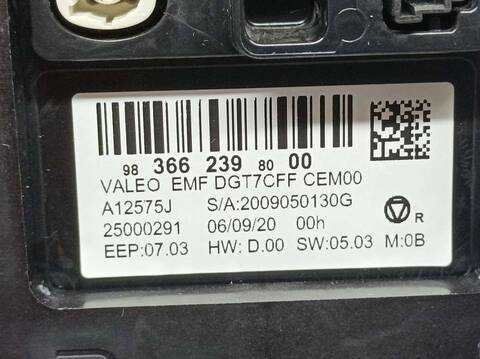 98 366 239 80 00
VALEO EMF DGT7CFF CEM00
A12575J S/A:2009050130G
25000291 06/09/20 00h
R
EEP:07.03 HW: D.00 SW:05.03 M:0B